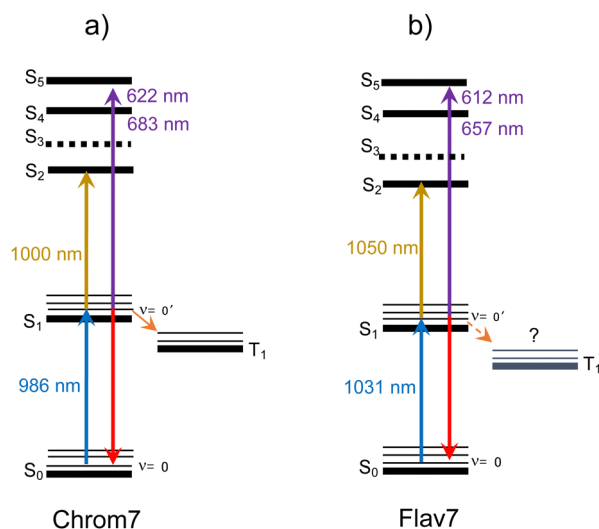 a)
S5
S4
S3
S2
622 nm
683 nm
1000 nm
ν= 0′
S1
T1
986 nm
S0
ν= 0
Chrom7
b)
S5
S4
S3
S2
612 nm
657 nm
1050 nm
ν= 0′
S1
?
T1
1031 nm
S0
ν= 0
Flav7